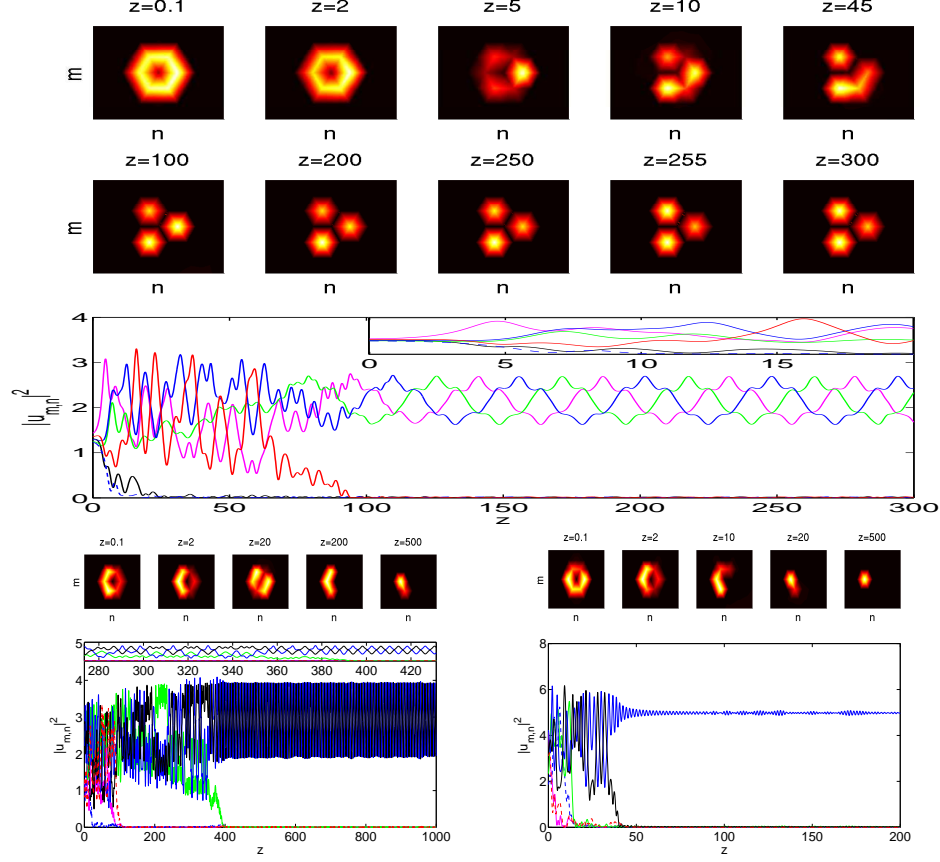 z=0.1 z=2 z=5 z=10 z=45
m
n n n n n
z=100 z=200 z=250 z=255 z=300
m
n n n n n
4
3
2
1
0
|u_{m,n}|^2
0 5 10 15
z
0 50 100 150 200 250 300
z
z=0.1 z=2 z=20 z=200 z=500
m
n n n n n
z=0.1 z=2 z=10 z=20 z=500
m
n n n n n
5
4
3
2
1
0
|u_{m,n}|^2
280 300 320 340 360 380 400 420
0 200 400 600 800 1000
z
8
6
4
2
0
|u_{m,n}|^2
0 50 100 150 200
z